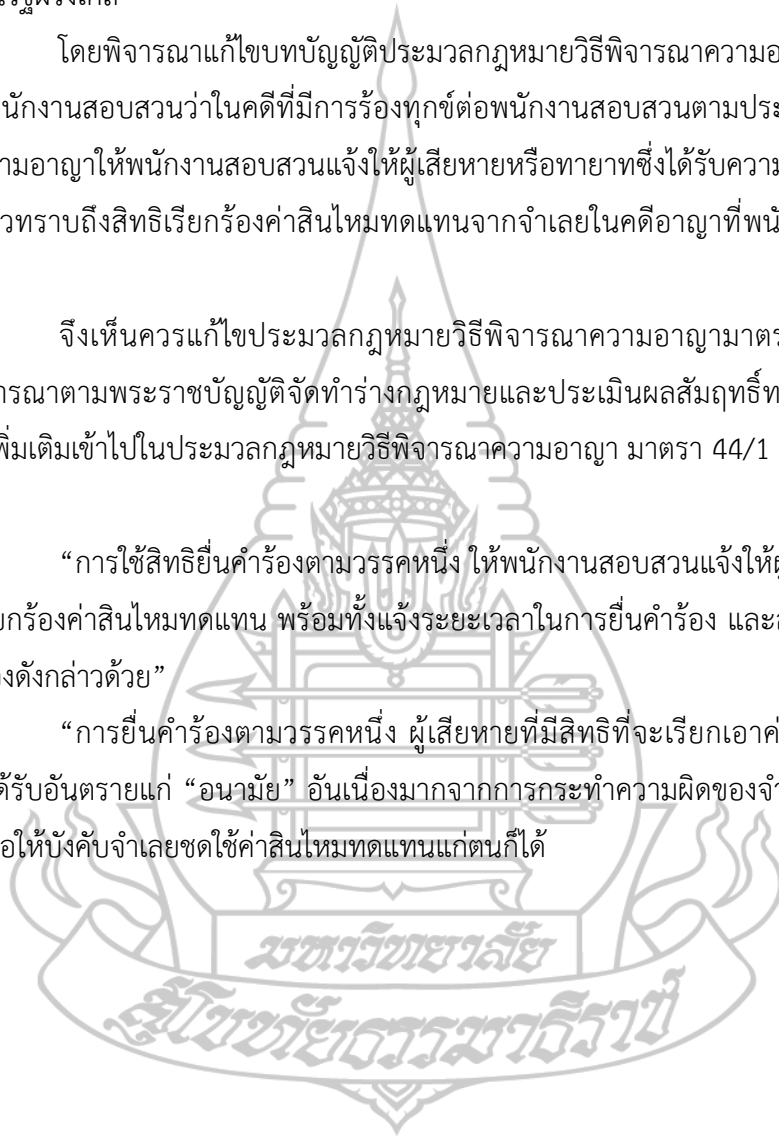 โดยพิจารณาแก้ไขบทบัญญัติประมวลกฎหมายวิธีพิจารณาความอ
นักงานสอบสวนว่าในคดีที่มีการร้องทุกข์ต่อพนักงานสอบสวนตามประ
ามอาญาให้พนักงานสอบสวนแจ้งให้ผู้เสียหายหรือทายาทซึ่งได้รับความ
วทราบถึงสิทธิเรียกร้องค่าสินไหมทดแทนจากจำเลยในคดีอาญาที่พนั
จึงเห็นควรแก้ไขประมวลกฎหมายวิธีพิจารณาความอาญามาตร
ารณาตามพระราชบัญญัติจัดทำร่างกฎหมายและประเมินผลสัมฤทธิ์ท
พิ่มเติมเข้าไปในประมวลกฎหมายวิธีพิจารณาความอาญา มาตรา 44/1
“การใช้สิทธิยื่นคำร้องตามวรรคหนึ่ง ให้พนักงานสอบสวนแจ้งให้ผู้
ยกร้องค่าสินไหมทดแทน พร้อมทั้งแจ้งระยะเวลาในการยื่นคำร้อง และส
องดังกล่าวด้วย”
“การยื่นคำร้องตามวรรคหนึ่ง ผู้เสียหายที่มีสิทธิที่จะเรียกเอาค่
ด้รับอันตรายแก่ “อนามัย” อันเนื่องมาจากการกระทำความผิดของจำ
อให้บังคับจำเลยชดใช้ค่าสินไหมทดแทนแก่ตนก็ได้
มหาวิทยาลัย
สุโขทัยธรรมาธิราช